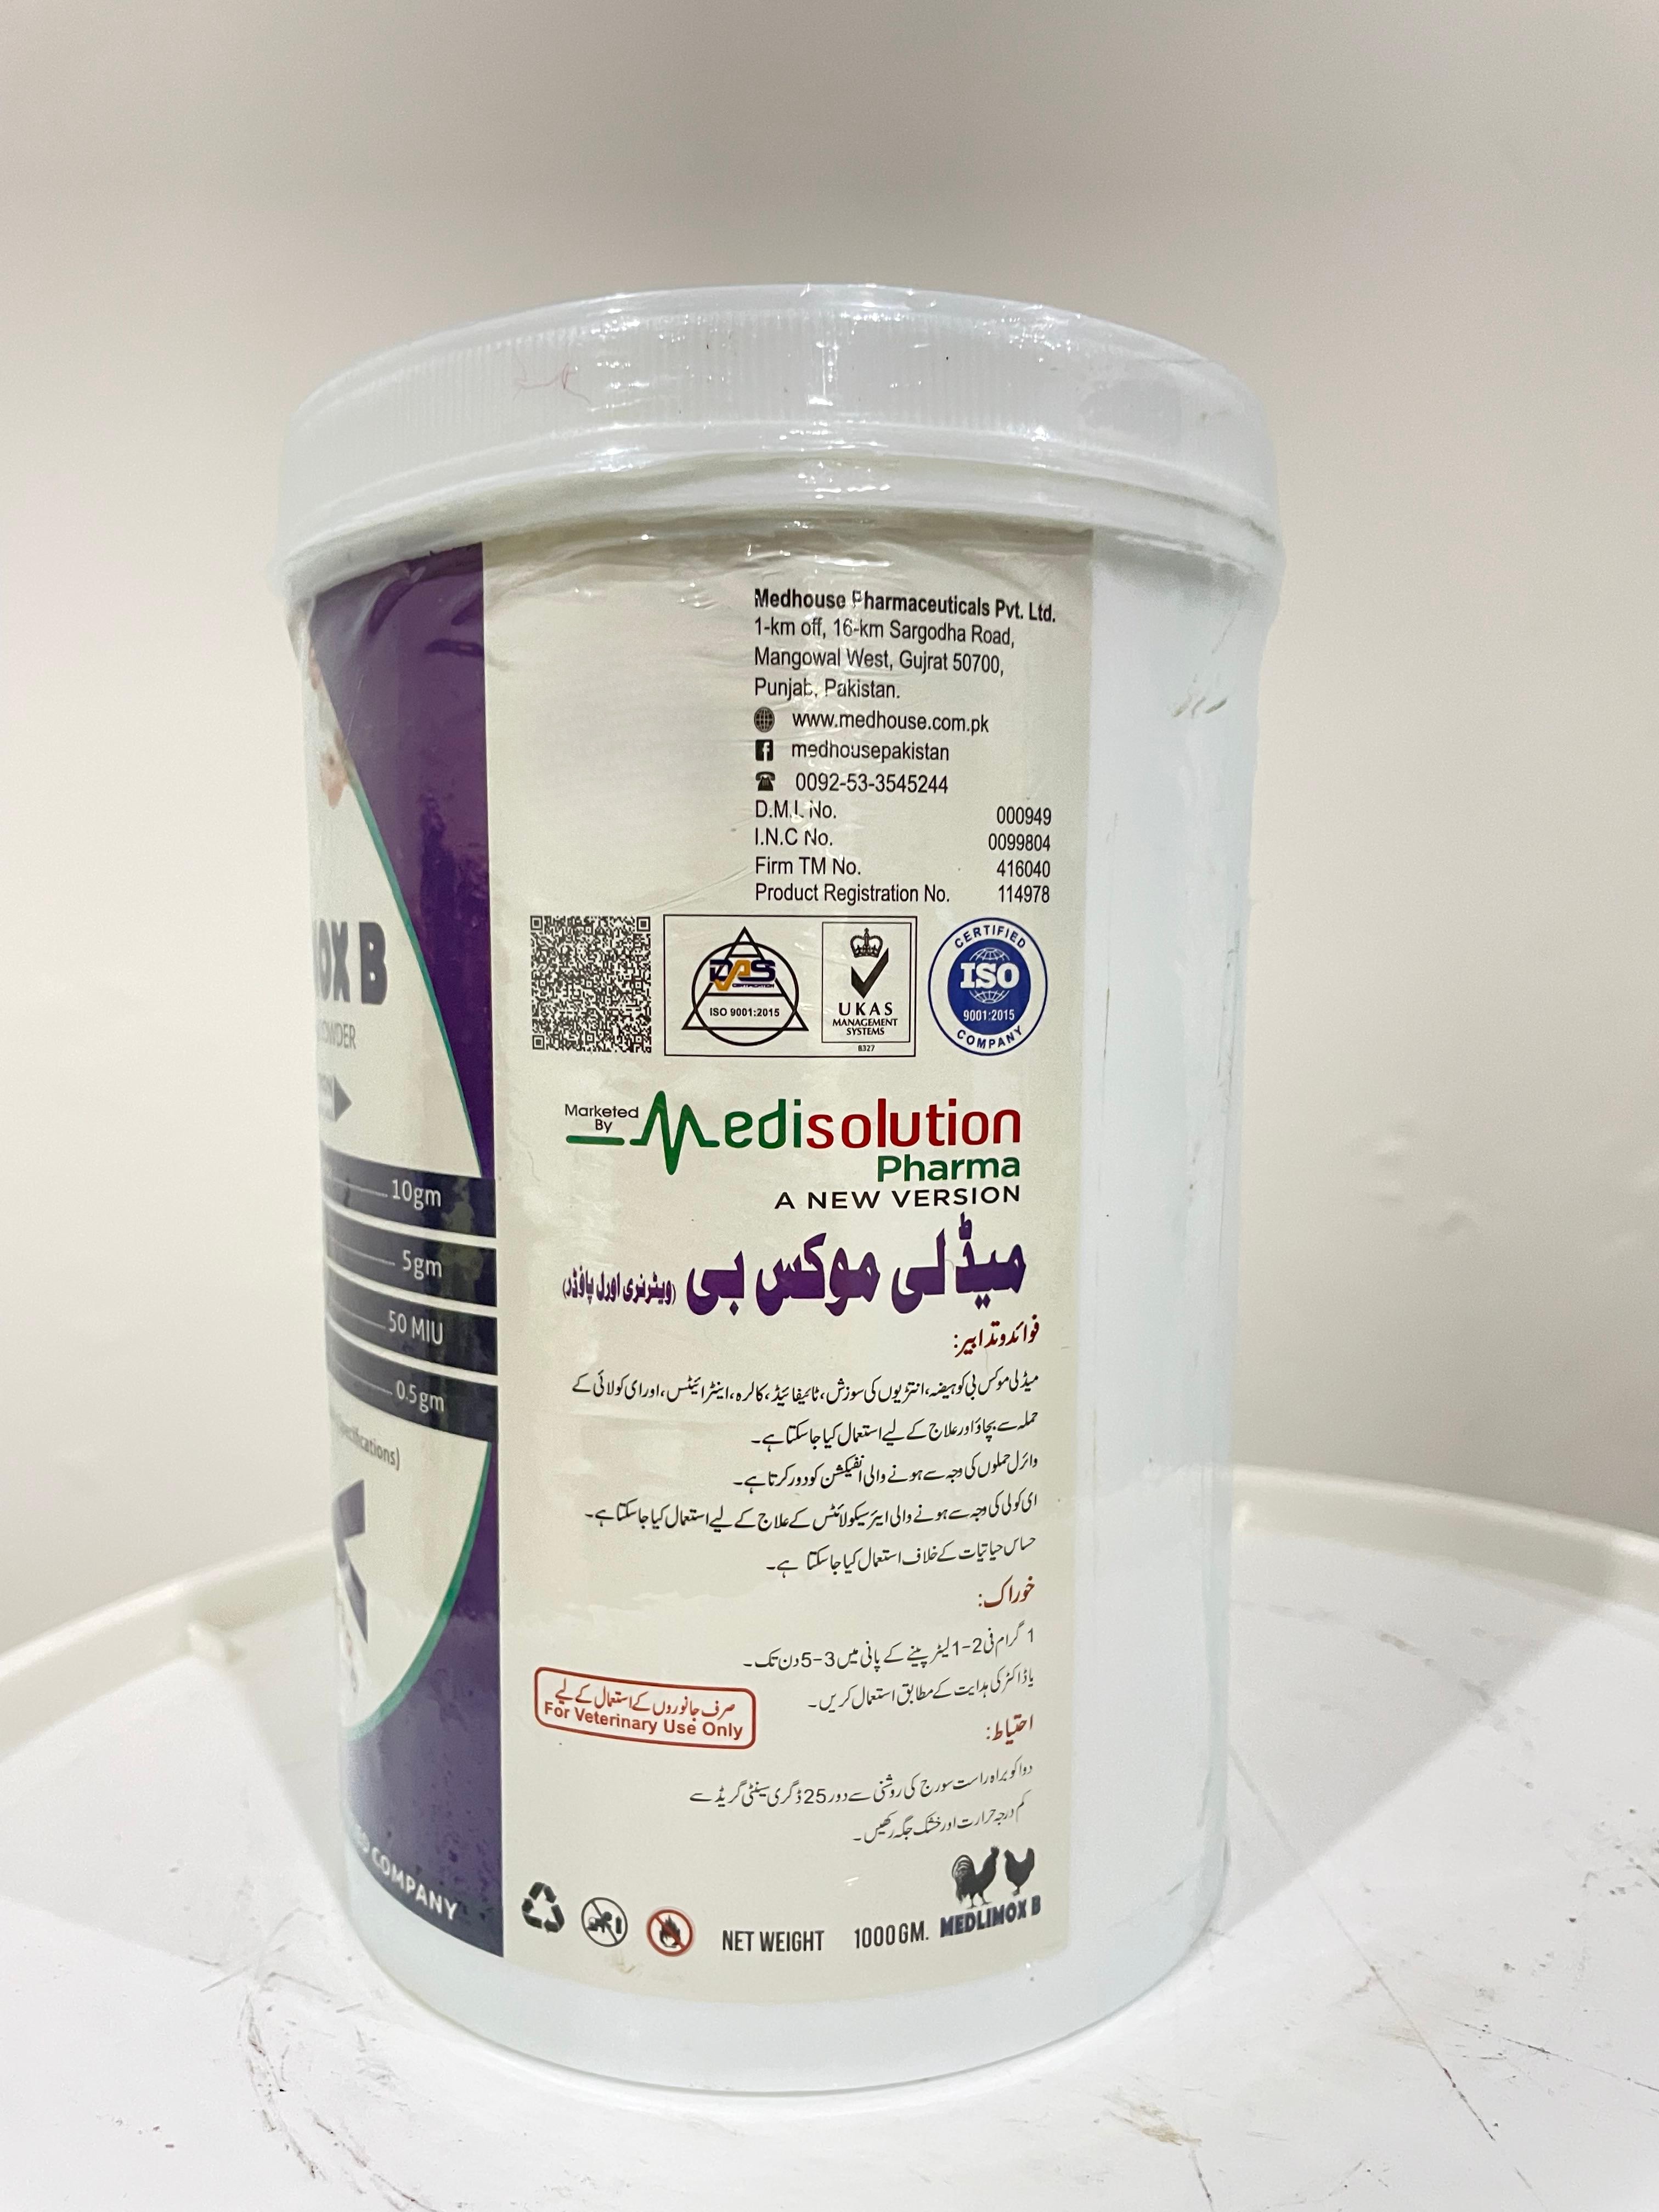 OX B
10gm
5gm
50 MIU
0.5gm
COMPANY
Medhouse Pharmaceuticals Pvt. Ltd.
1-km off, 16-km Sargodha Road,
Mangowal West, Gujrat 50700,
Punjab, Pakistan.
www.medhouse.com.pk
medhousepakistan
0092-53-3545244
D.M.L No. 000949
I.N.C No. 0099804
Firm TM No. 416040
Product Registration No. 114978
DAS
CERTIFICATION
ISO 9001:2015
UKAS
MANAGEMENT
SYSTEMS
8327
CERTIFIED
ISO
9001:2015
COMPANY
Marketed
By
Medisolution
Pharma
A NEW VERSION
میڈلی موکس بی (ویٹرنری اورل پاؤڈر)
فوائد و تدابیر:
میڈلی موکس بی کو ہیضہ، انتڑیوں کی سوزش، ٹائیفائیڈ، کالرہ، اینٹرائیٹس، اور ای کولائی کے
حملہ سے بچاؤ اور علاج کے لیے استعمال کیا جاسکتا ہے۔
وائرل حملوں کی وجہ سے ہونے والی انفیکشن کو دور کرتا ہے۔
ای کولی کی وجہ سے ہونے والی ایئر سیکولائٹس کے علاج کے لیے استعمال کیا جاسکتا ہے۔
حساس حیاتیات کے خلاف استعمال کیا جاسکتا ہے۔
خوراک:
1 گرام فی 2-1 لیٹر پینے کے پانی میں 3-5 دن تک۔
یا ڈاکٹر کی ہدایت کے مطابق استعمال کریں۔
صرف جانوروں کے استعمال کے لیے
For Veterinary Use Only
احتیاط:
دوا کو براہ راست سورج کی روشنی سے دور 25 ڈگری سینٹی گریڈ سے
کم درجہ حرارت اور خشک جگہ رکھیں۔
MEDLIMOX B
NET WEIGHT 1000GM.